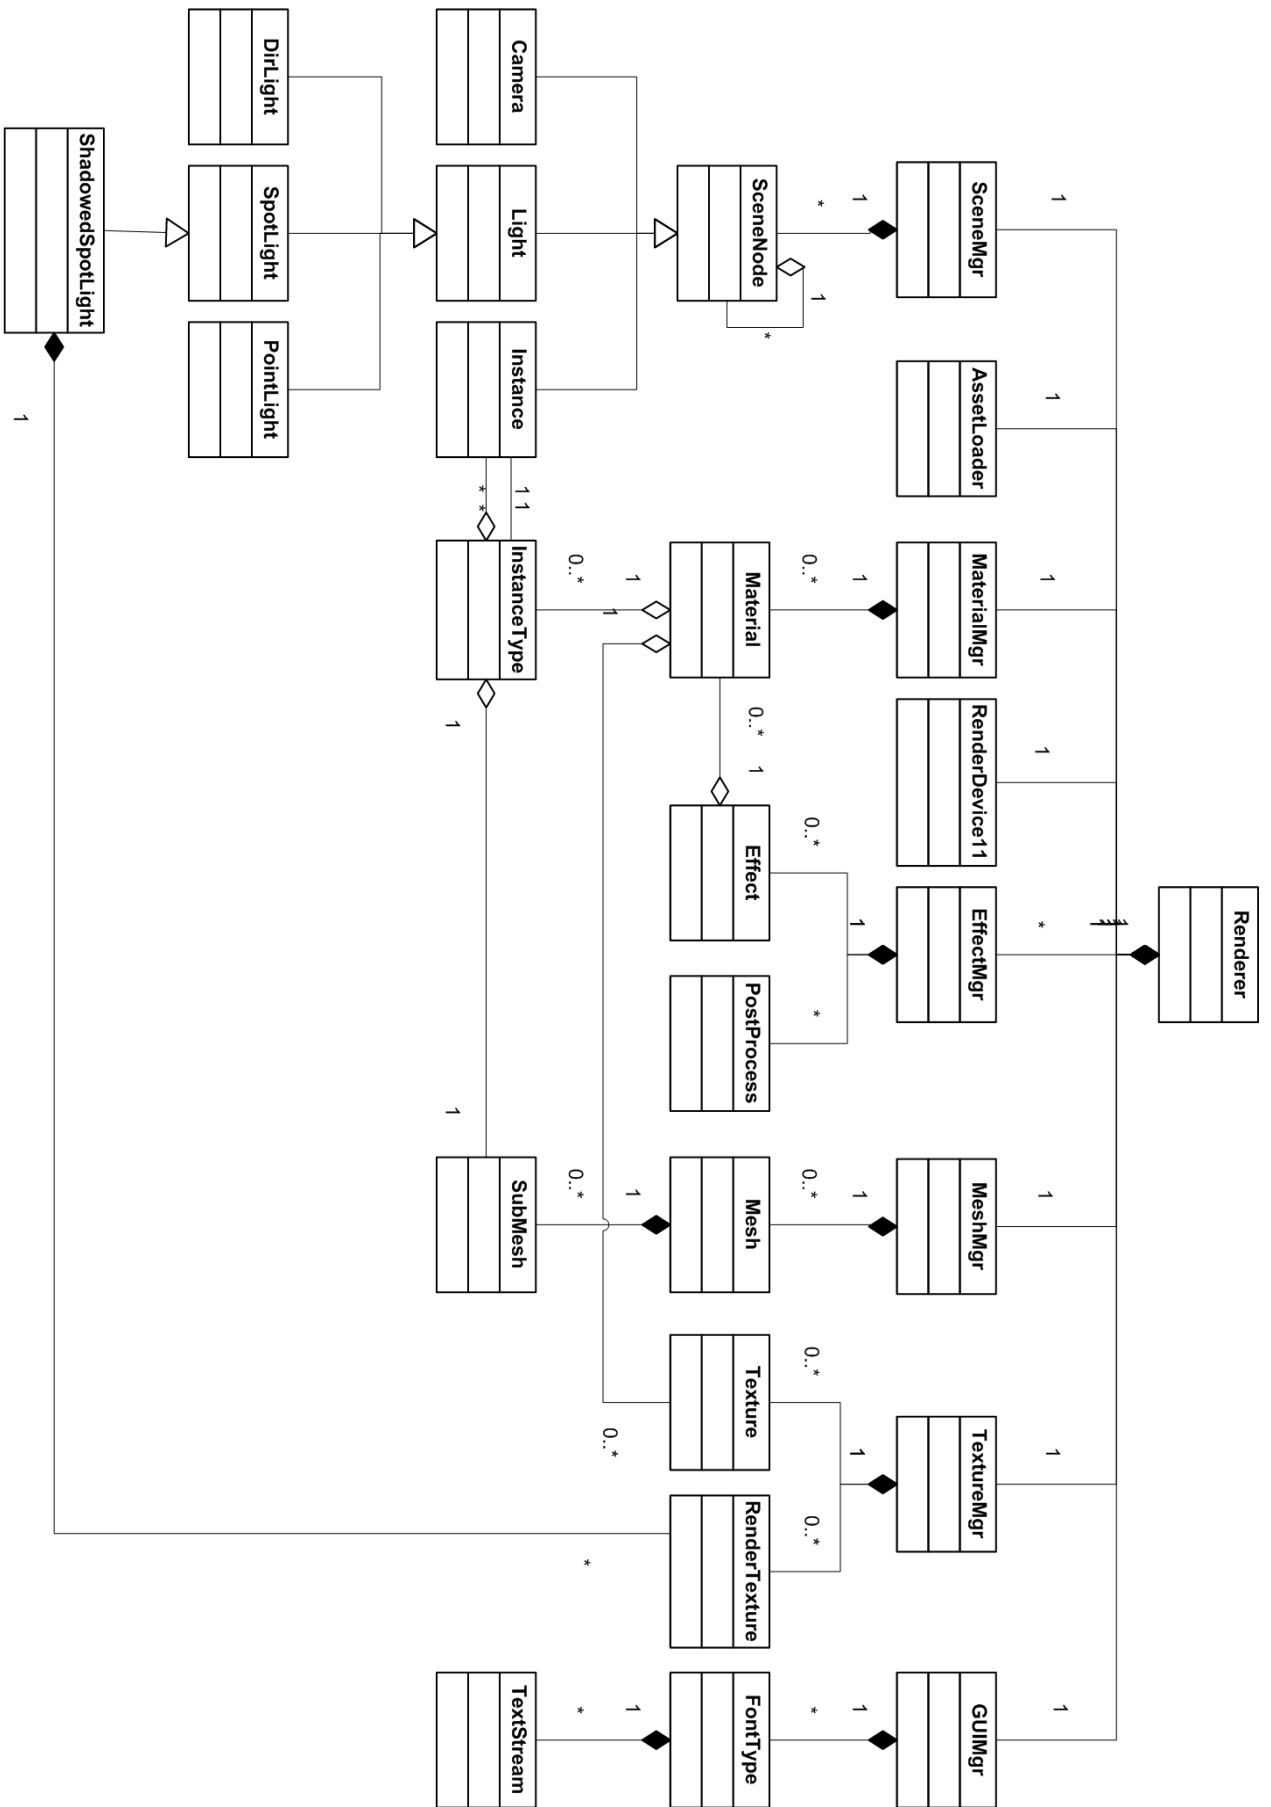 Renderer
1
1
1
1
1
1
1
*
1
1
1
SceneMgr
AssetLoader
MaterialMgr
RenderDevice11
EffectMgr
MeshMgr
TextureMgr
GUIMgr
1
1
1
1
1
1
*
0..*
0..*
*
0..*
0..*
0..*
*
SceneNode
1
*
Material
Effect
PostProcess
Mesh
Texture
RenderTexture
FontType
0..*
1
1
1
1
1
0..*
0..*
0..*
*
*
Camera
Light
Instance
1 1
* *
InstanceType
SubMesh
TextStream
1
1
DirLight
SpotLight
PointLight
ShadowedSpotLight
1